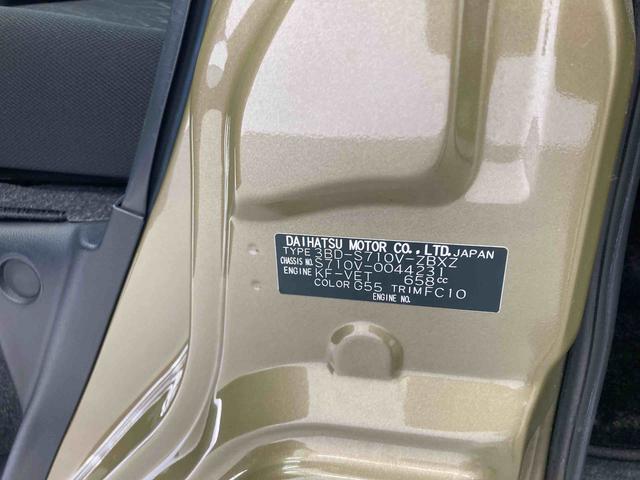 DAIHATSU MOTOR CO., LTD. JAPAN
TYPE 3BD-S710V-ZBXZ
CHASSIS NO. S710V-0044231
ENGINE KF-VET 658cc
COLOR G55 TRIM FC10
ENGINE NO.